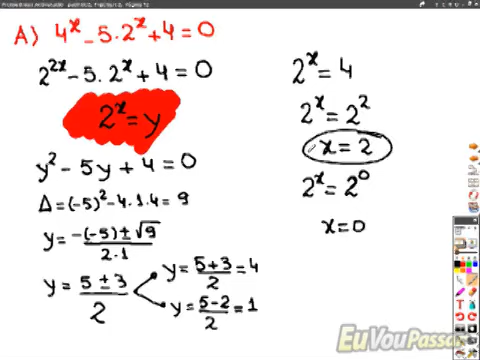 A) 4^x - 5.2^x + 4 = 0
2^2x - 5.2^x + 4 = 0
2^x = y
y² - 5y + 4 = 0
Δ = (-5)² - 4.1.4 = 9
y = -(-5) ± √9 / 2.1
y = 5 ± 3 / 2
y = 5+3 / 2 = 4
y = 5-2 / 2 = 1
2^x = 4
2^x = 2²
x = 2
2^x = 2^0
x = 0
EuVouPassar